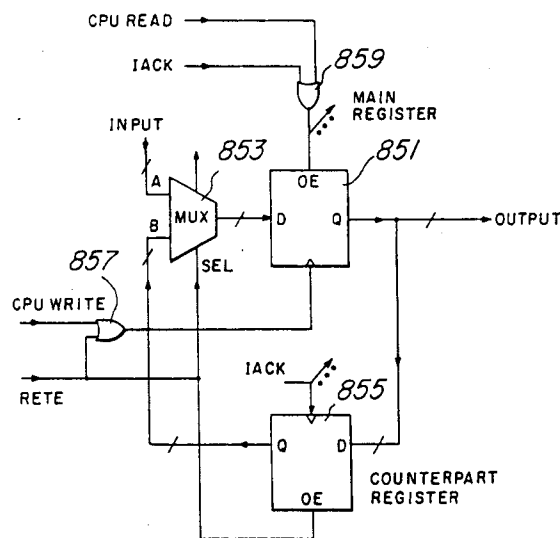 CPU READ
IACK
859
MAIN
REGISTER
INPUT
853
851
A
OE
B
MUX
D
Q
OUTPUT
SEL
857
CPU WRITE
RETE
IACK
855
Q
D
COUNTERPART
REGISTER
OE